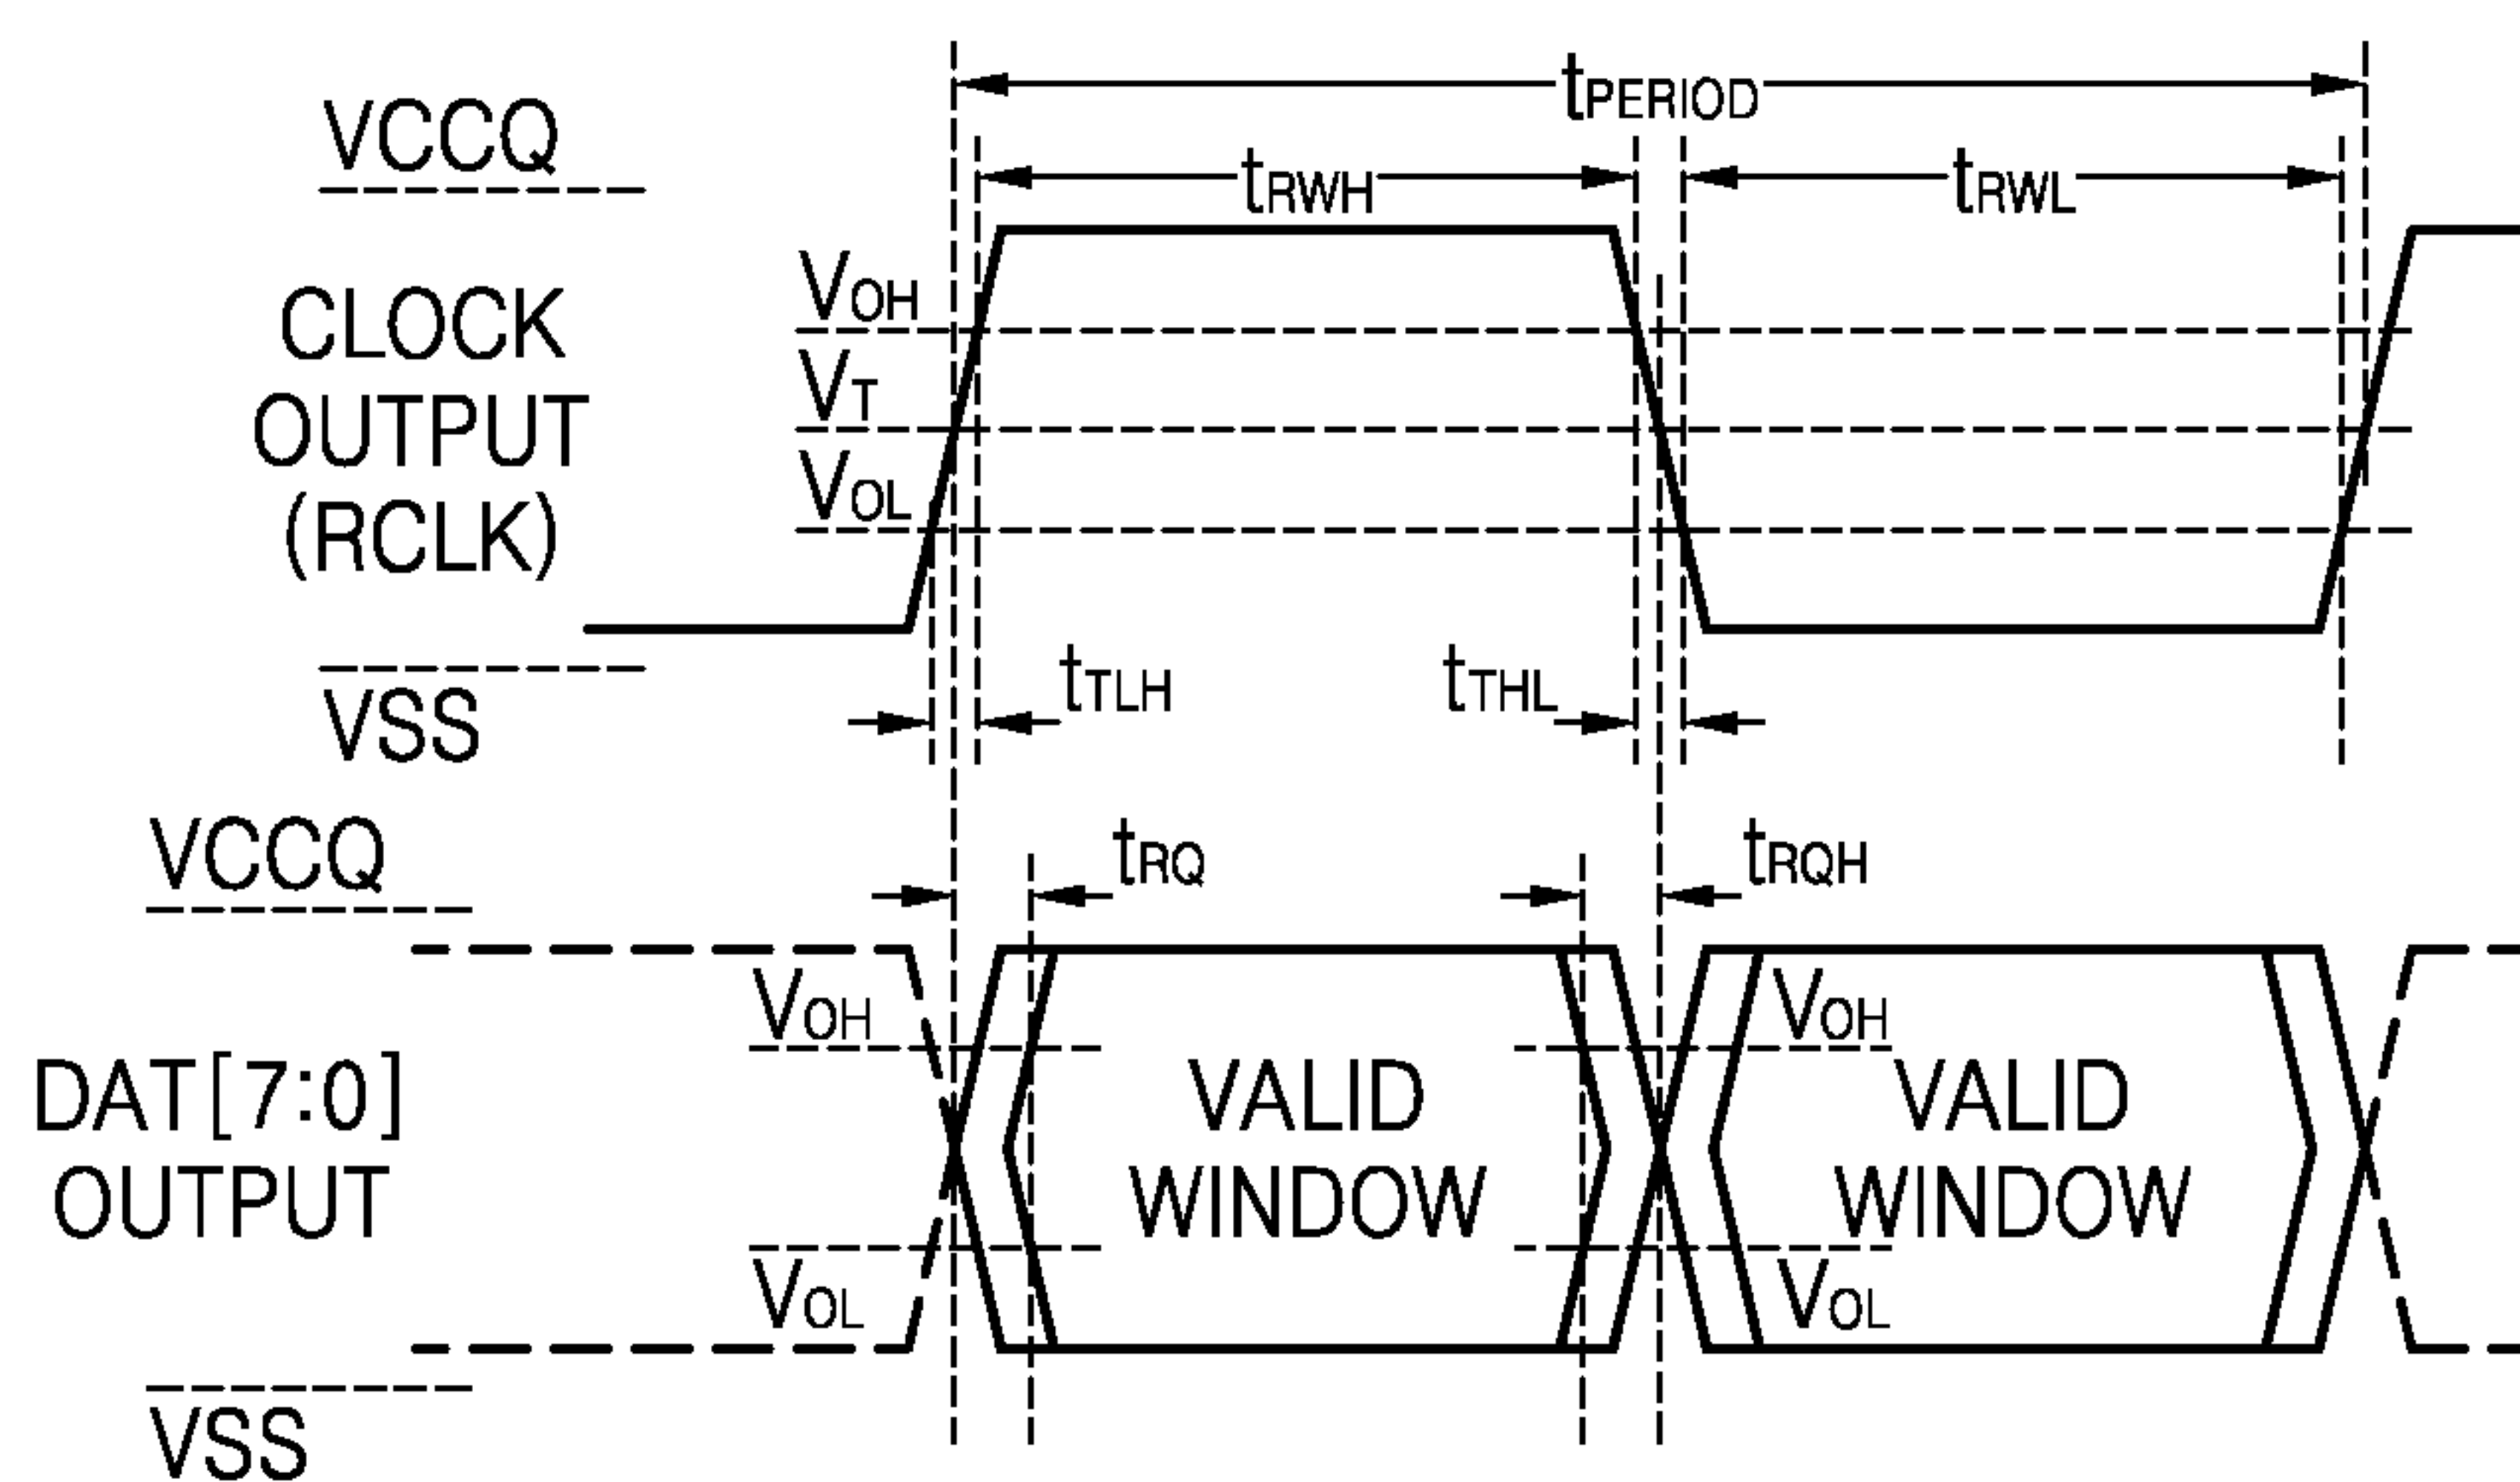 tPERIOD
VCCQ
tRWH
tRWL
VOH
CLOCK
OUTPUT
(RCLK)
VT
VOL
tTLH
tTHL
VSS
VCCQ
tRQ
tRQH
VOH
VOH
DAT[7:0]
OUTPUT
VALID
WINDOW
VALID
WINDOW
VOL
VOL
VSS